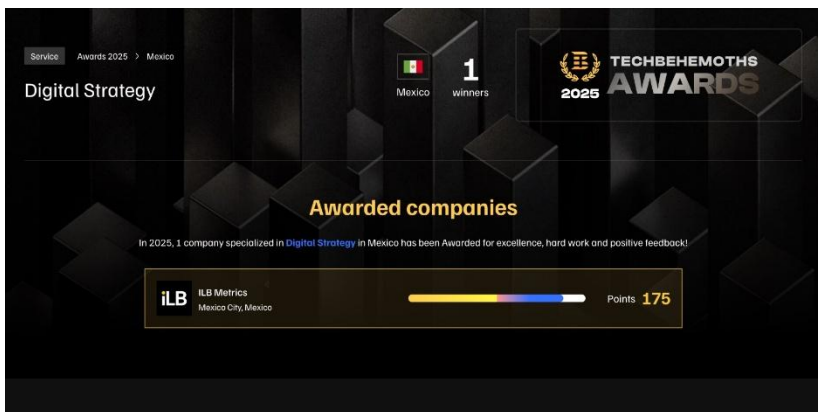 Service Awards 2025 > Mexico
Digital Strategy
Mexico
1
winners
2025
TECHBEHEMOTHS
AWARDS
Awarded companies
In 2025, 1 company specialized in Digital Strategy in Mexico has been Awarded for excellence, hard work and positive feedback!
iLB
ILB Metrics
Mexico City, Mexico
Points 175